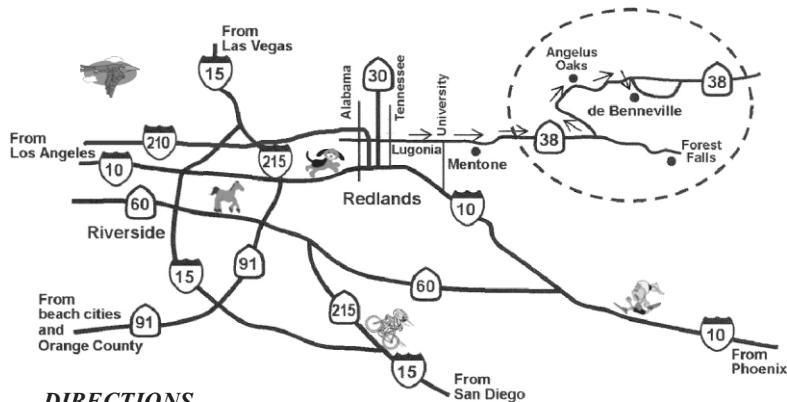 From
Las Vegas
15
30
Alabama
Tennessee
University
Angelus
Oaks
38
de Benneville
From
Los Angeles
210
10
215
Lugonia
Mentone
38
Forest
Falls
60
Redlands
10
Riverside
15
91
60
From
beach cities
and
Orange County
91
215
15
10
From
Phoenix
From
San Diego
DIRECTIONS